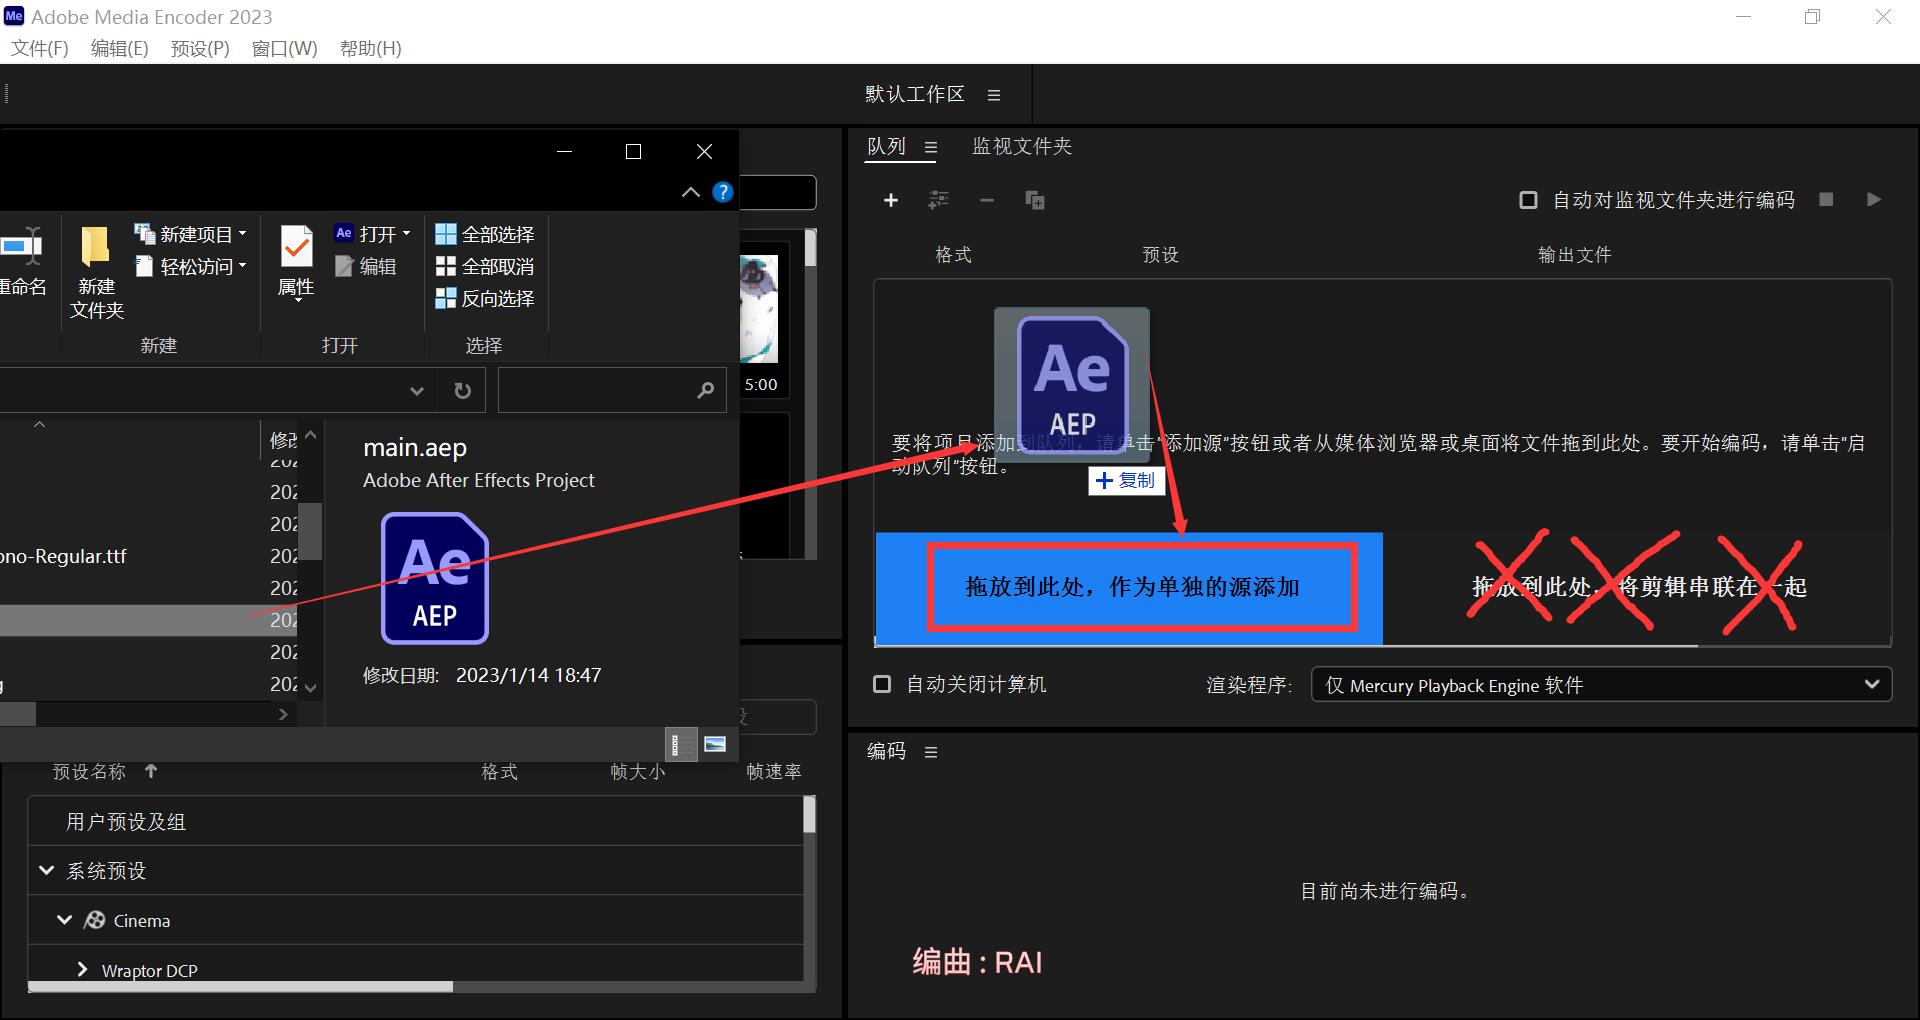 Me Adobe Media Encoder 2023
文件(F) 编辑(E) 预设(P) 窗口(W) 帮助(H)
默认工作区
队列 监视文件夹
自动对监视文件夹进行编码
格式 预设 输出文件
要将项目添加到队列，请单击"添加源"按钮或者从媒体浏览器或桌面将文件拖到此处。要开始编码，请单击"启
动队列"按钮。
Ae
AEP
复制
拖放到此处，作为单独的源添加
拖放到此处，将剪辑串联在一起
自动关闭计算机
渲染程序: 仅 Mercury Playback Engine 软件
编码
目前尚未进行编码。
编曲 : RAI
?
重命名
新建
文件夹
新建项目
轻松访问
新建
属性
Ae 打开
编辑
打开
全部选择
全部取消
反向选择
选择
修改
202
202
202
ono-Regular.ttf 202
202
202
202
g 202
main.aep
Adobe After Effects Project
Ae
AEP
修改日期: 2023/1/14 18:47
5:00
预设名称 格式 帧大小 帧速率
用户预设及组
系统预设
Cinema
Wraptor DCP